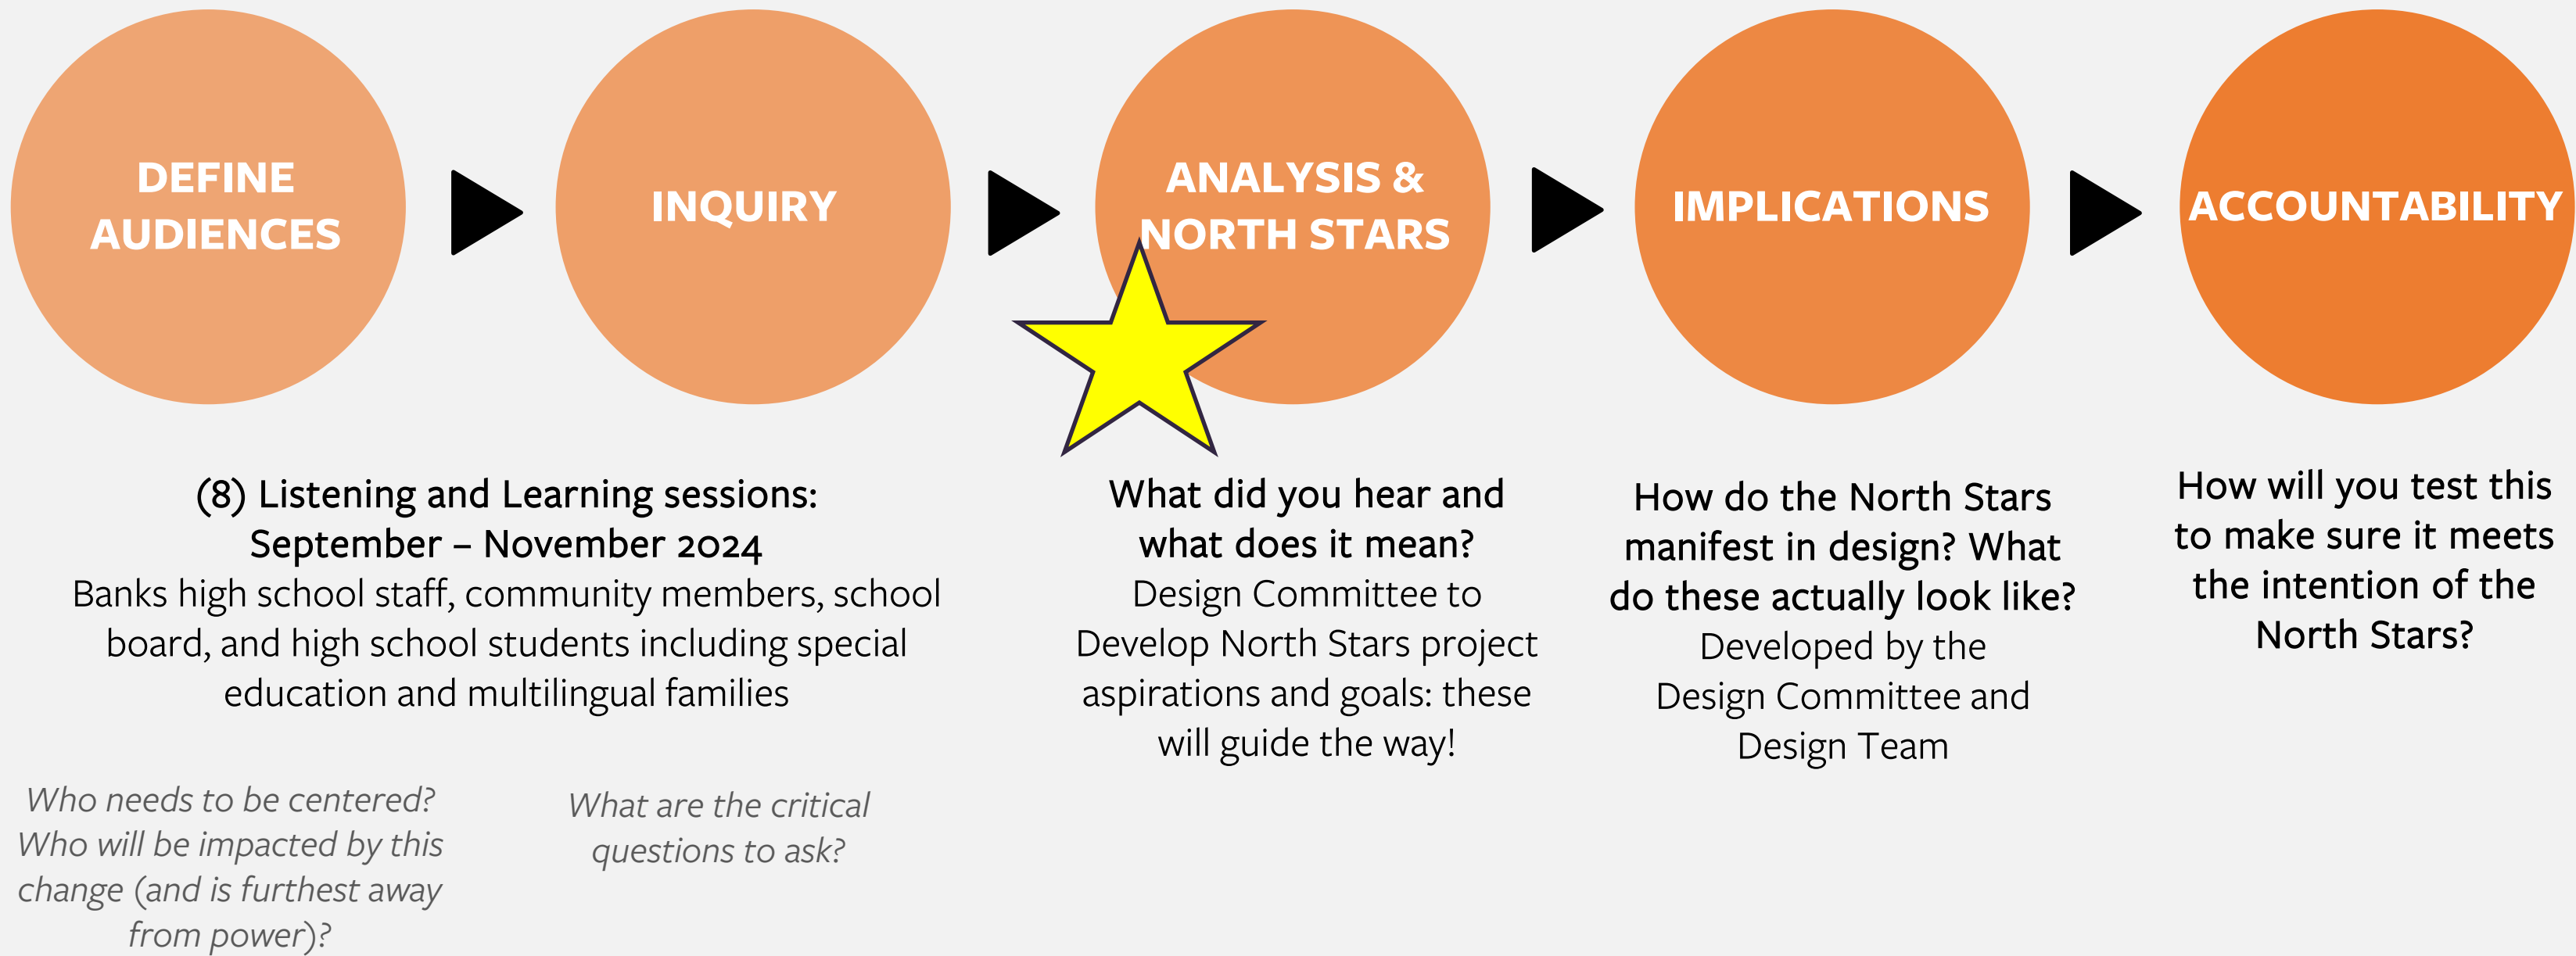 DEFINE
AUDIENCES
INQUIRY
ANALYSIS &
NORTH STARS
IMPLICATIONS
ACCOUNTABILITY
(8) Listening and Learning sessions:
September – November 2024
Banks high school staff, community members, school
board, and high school students including special
education and multilingual families
Who needs to be centered?
Who will be impacted by this
change (and is furthest away
from power)?
What are the critical
questions to ask?
What did you hear and
what does it mean?
Design Committee to
Develop North Stars project
aspirations and goals: these
will guide the way!
How do the North Stars
manifest in design? What
do these actually look like?
Developed by the
Design Committee and
Design Team
How will you test this
to make sure it meets
the intention of the
North Stars?